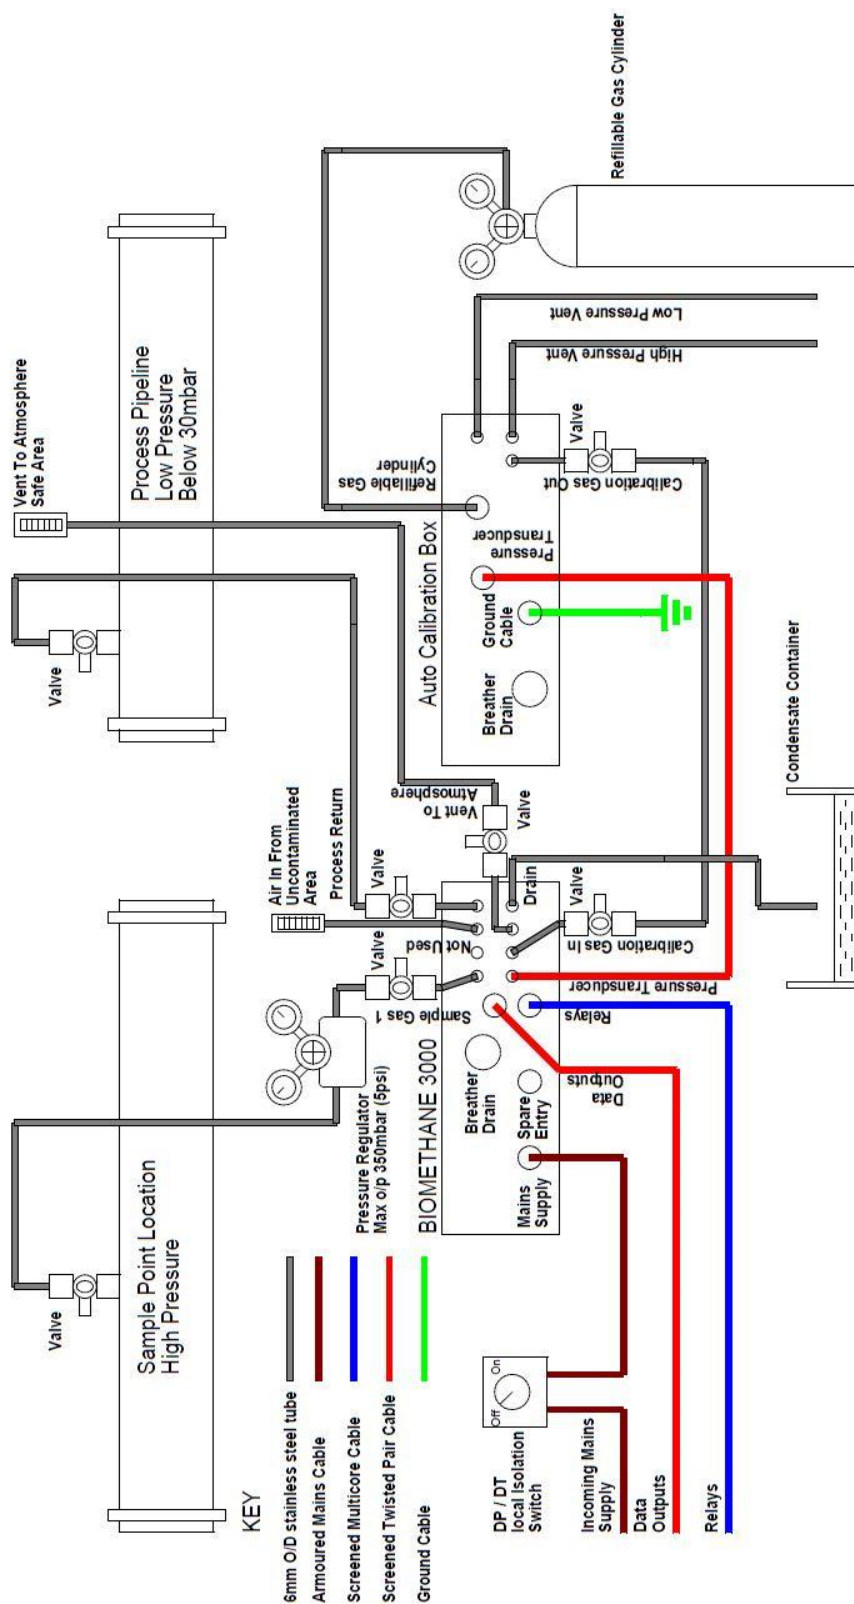 Sample Point Location
High Pressure
Valve
Process Pipeline
Low Pressure
Below 30mbar
Valve
Vent To Atmosphere
Safe Area
KEY
6mm O/D stainless steel tube
Armoured Mains Cable
Screened Multicore Cable
Screened Twisted Pair Cable
Ground Cable
Pressure Regulator
Max o/p 350mbar (5psi)
Air In From
Uncontaminated
Area
Process Return
Valve
Valve
BIOMETHANE 3000
Sample Gas 1
Not Used
Breather
Drain
Mains
Supply
Spare
Entry
Data
Outputs
Relays
Pressure Transducer
Calibration Gas In
Valve
Drain
Vent To
Atmosphere
Valve
Auto Calibration Box
Breather
Drain
Ground
Cable
Pressure
Transducer
Refillable Gas
Cylinder
Calibration Gas Out
Valve
High Pressure Vent
Low Pressure Vent
Refillable Gas Cylinder
Condensate Container
DP / DT
local Isolation
Switch
Off
On
Incoming Mains
Supply
Data
Outputs
Relays